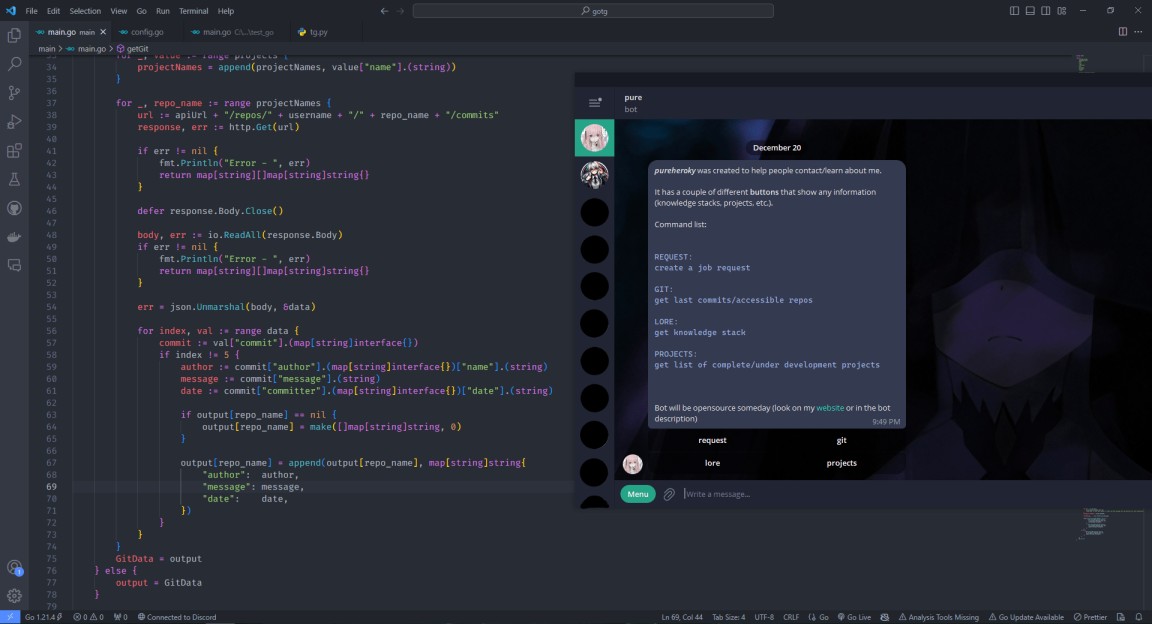 File Edit Selection View Go Run Terminal Help
gotg
main.go main
config.go
main.go C:\...\test_go
tg.py
main > main.go > getGit
33 for _, value := range projects {
34 projectNames = append(projectNames, value["name"].(string))
35 }
36
37 for _, repo_name := range projectNames {
38 url := apiUrl + "/repos/" + username + "/" + repo_name + "/commits"
39 response, err := http.Get(url)
40
41 if err != nil {
42 fmt.Println("Error - ", err)
43 return map[string][]map[string]string{}
44 }
45
46 defer response.Body.Close()
47
48 body, err := io.ReadAll(response.Body)
49 if err != nil {
50 fmt.Println("Error - ", err)
51 return map[string][]map[string]string{}
52 }
53
54 err = json.Unmarshal(body, &data)
55
56 for index, val := range data {
57 commit := val["commit"].(map[string]interface{})
58 if index != 5 {
59 author := commit["author"].(map[string]interface{})["name"].(string)
60 message := commit["message"].(string)
61 date := commit["committer"].(map[string]interface{})["date"].(string)
62
63 if output[repo_name] == nil {
64 output[repo_name] = make([]map[string]string, 0)
65 }
66
67 output[repo_name] = append(output[repo_name], map[string]string{
68 "author": author,
69 "message": message,
70 "date": date,
71 })
72 }
73 }
74 }
75 GitData = output
76 } else {
77 output = GitData
78 }
79
pure
bot
December 20
pureheroky was created to help people contact/learn about me.
It has a couple of different buttons that show any information
(knowledge stacks, projects, etc.).
Command list:
REQUEST:
create a job request
GIT:
get last commits/accessible repos
LORE:
get knowledge stack
PROJECTS:
get list of complete/under development projects
Bot will be opensource someday (look on my website or in the bot
description)
9:49 PM
request git
lore projects
Menu Write a message...
1
Go 1.21.4 0 0 0 Connected to Discord Ln 69, Col 44 Tab Size: 4 UTF-8 CRLF Go Go Live Analysis Tools Missing Go Update Available Prettier